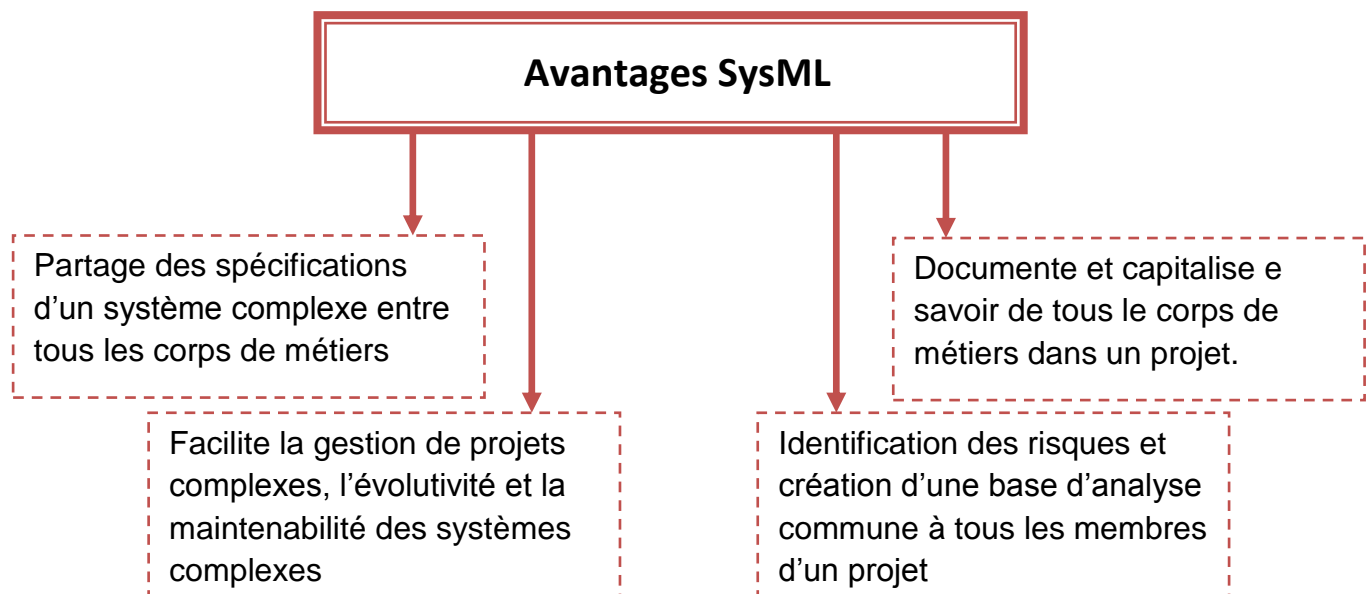 Avantages SysML
Partage des spécifications
d’un système complexe entre
tous les corps de métiers
Documente et capitalise e
savoir de tous le corps de
métiers dans un projet.
Facilite la gestion de projets
complexes, l’évolutivité et la
maintenabilité des systèmes
complexes
Identification des risques et
création d’une base d’analyse
commune à tous les membres
d’un projet